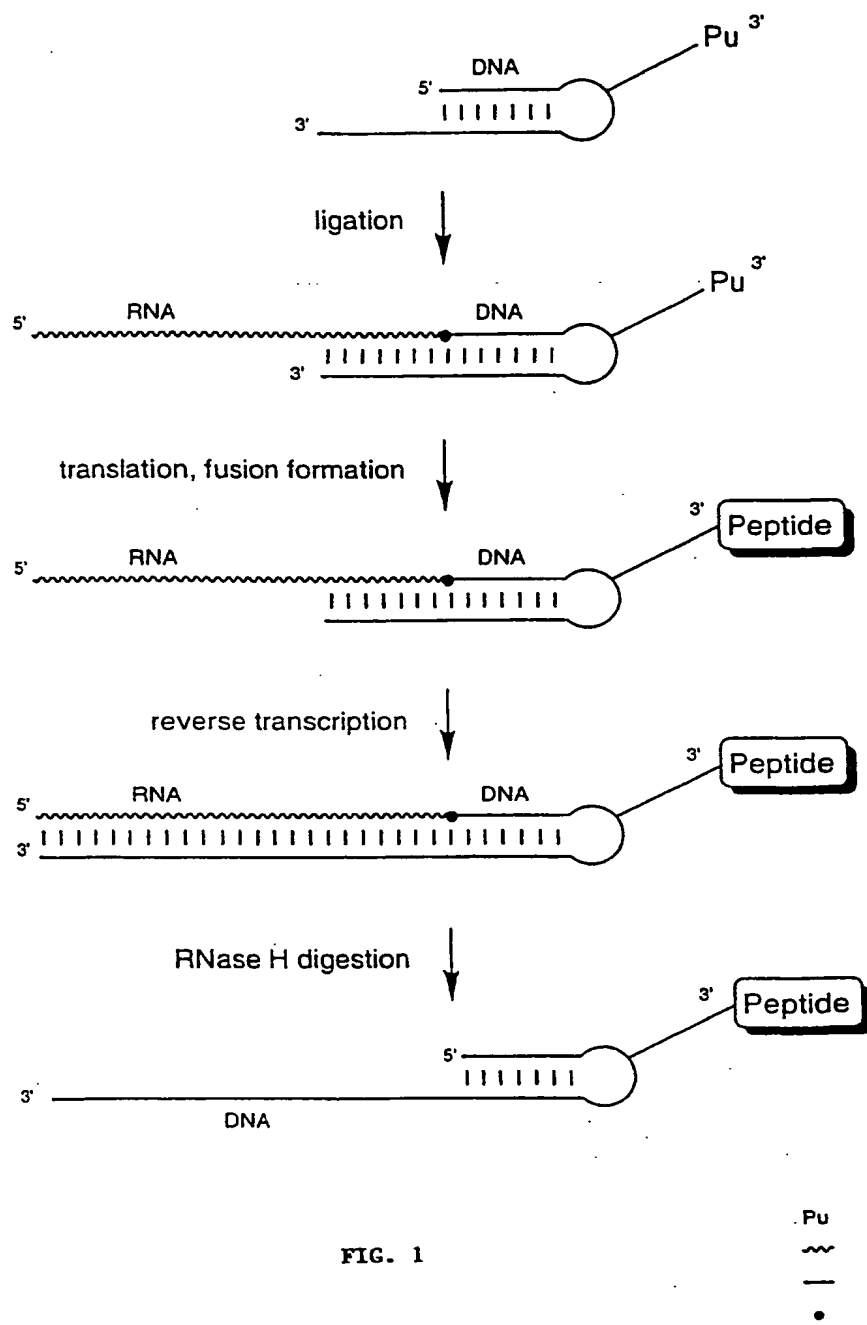 Pu 3'
DNA
5'
3'
ligation
Pu 3'
RNA
DNA
5'
3'
translation, fusion formation
3'
Peptide
RNA
DNA
5'
reverse transcription
3'
Peptide
RNA
DNA
5'
3'
RNase H digestion
3'
Peptide
5'
3'
DNA
Pu
FIG. 1